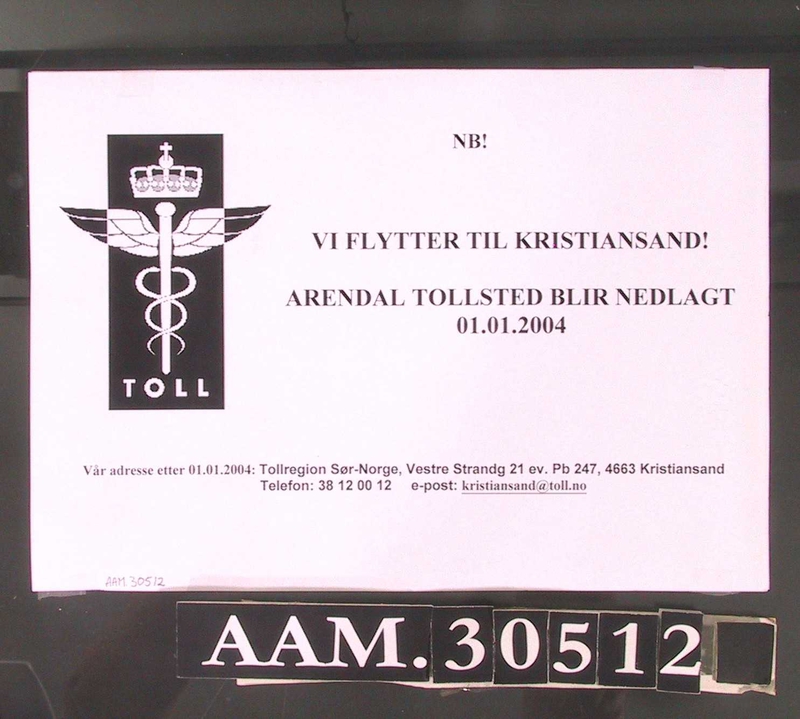 NB!
VI FLYTTER TIL KRISTIANSAND!
ARENDAL TOLLSTED BLIR NEDLAGT
01.01.2004
TOLL
Vår adresse etter 01.01.2004: Tollregion Sør-Norge, Vestre Strandg 21 ev. Pb 247, 4663 Kristiansand
Telefon: 38 12 00 12 e-post: kristiansand@toll.no
AAM.30512
AAM.30512